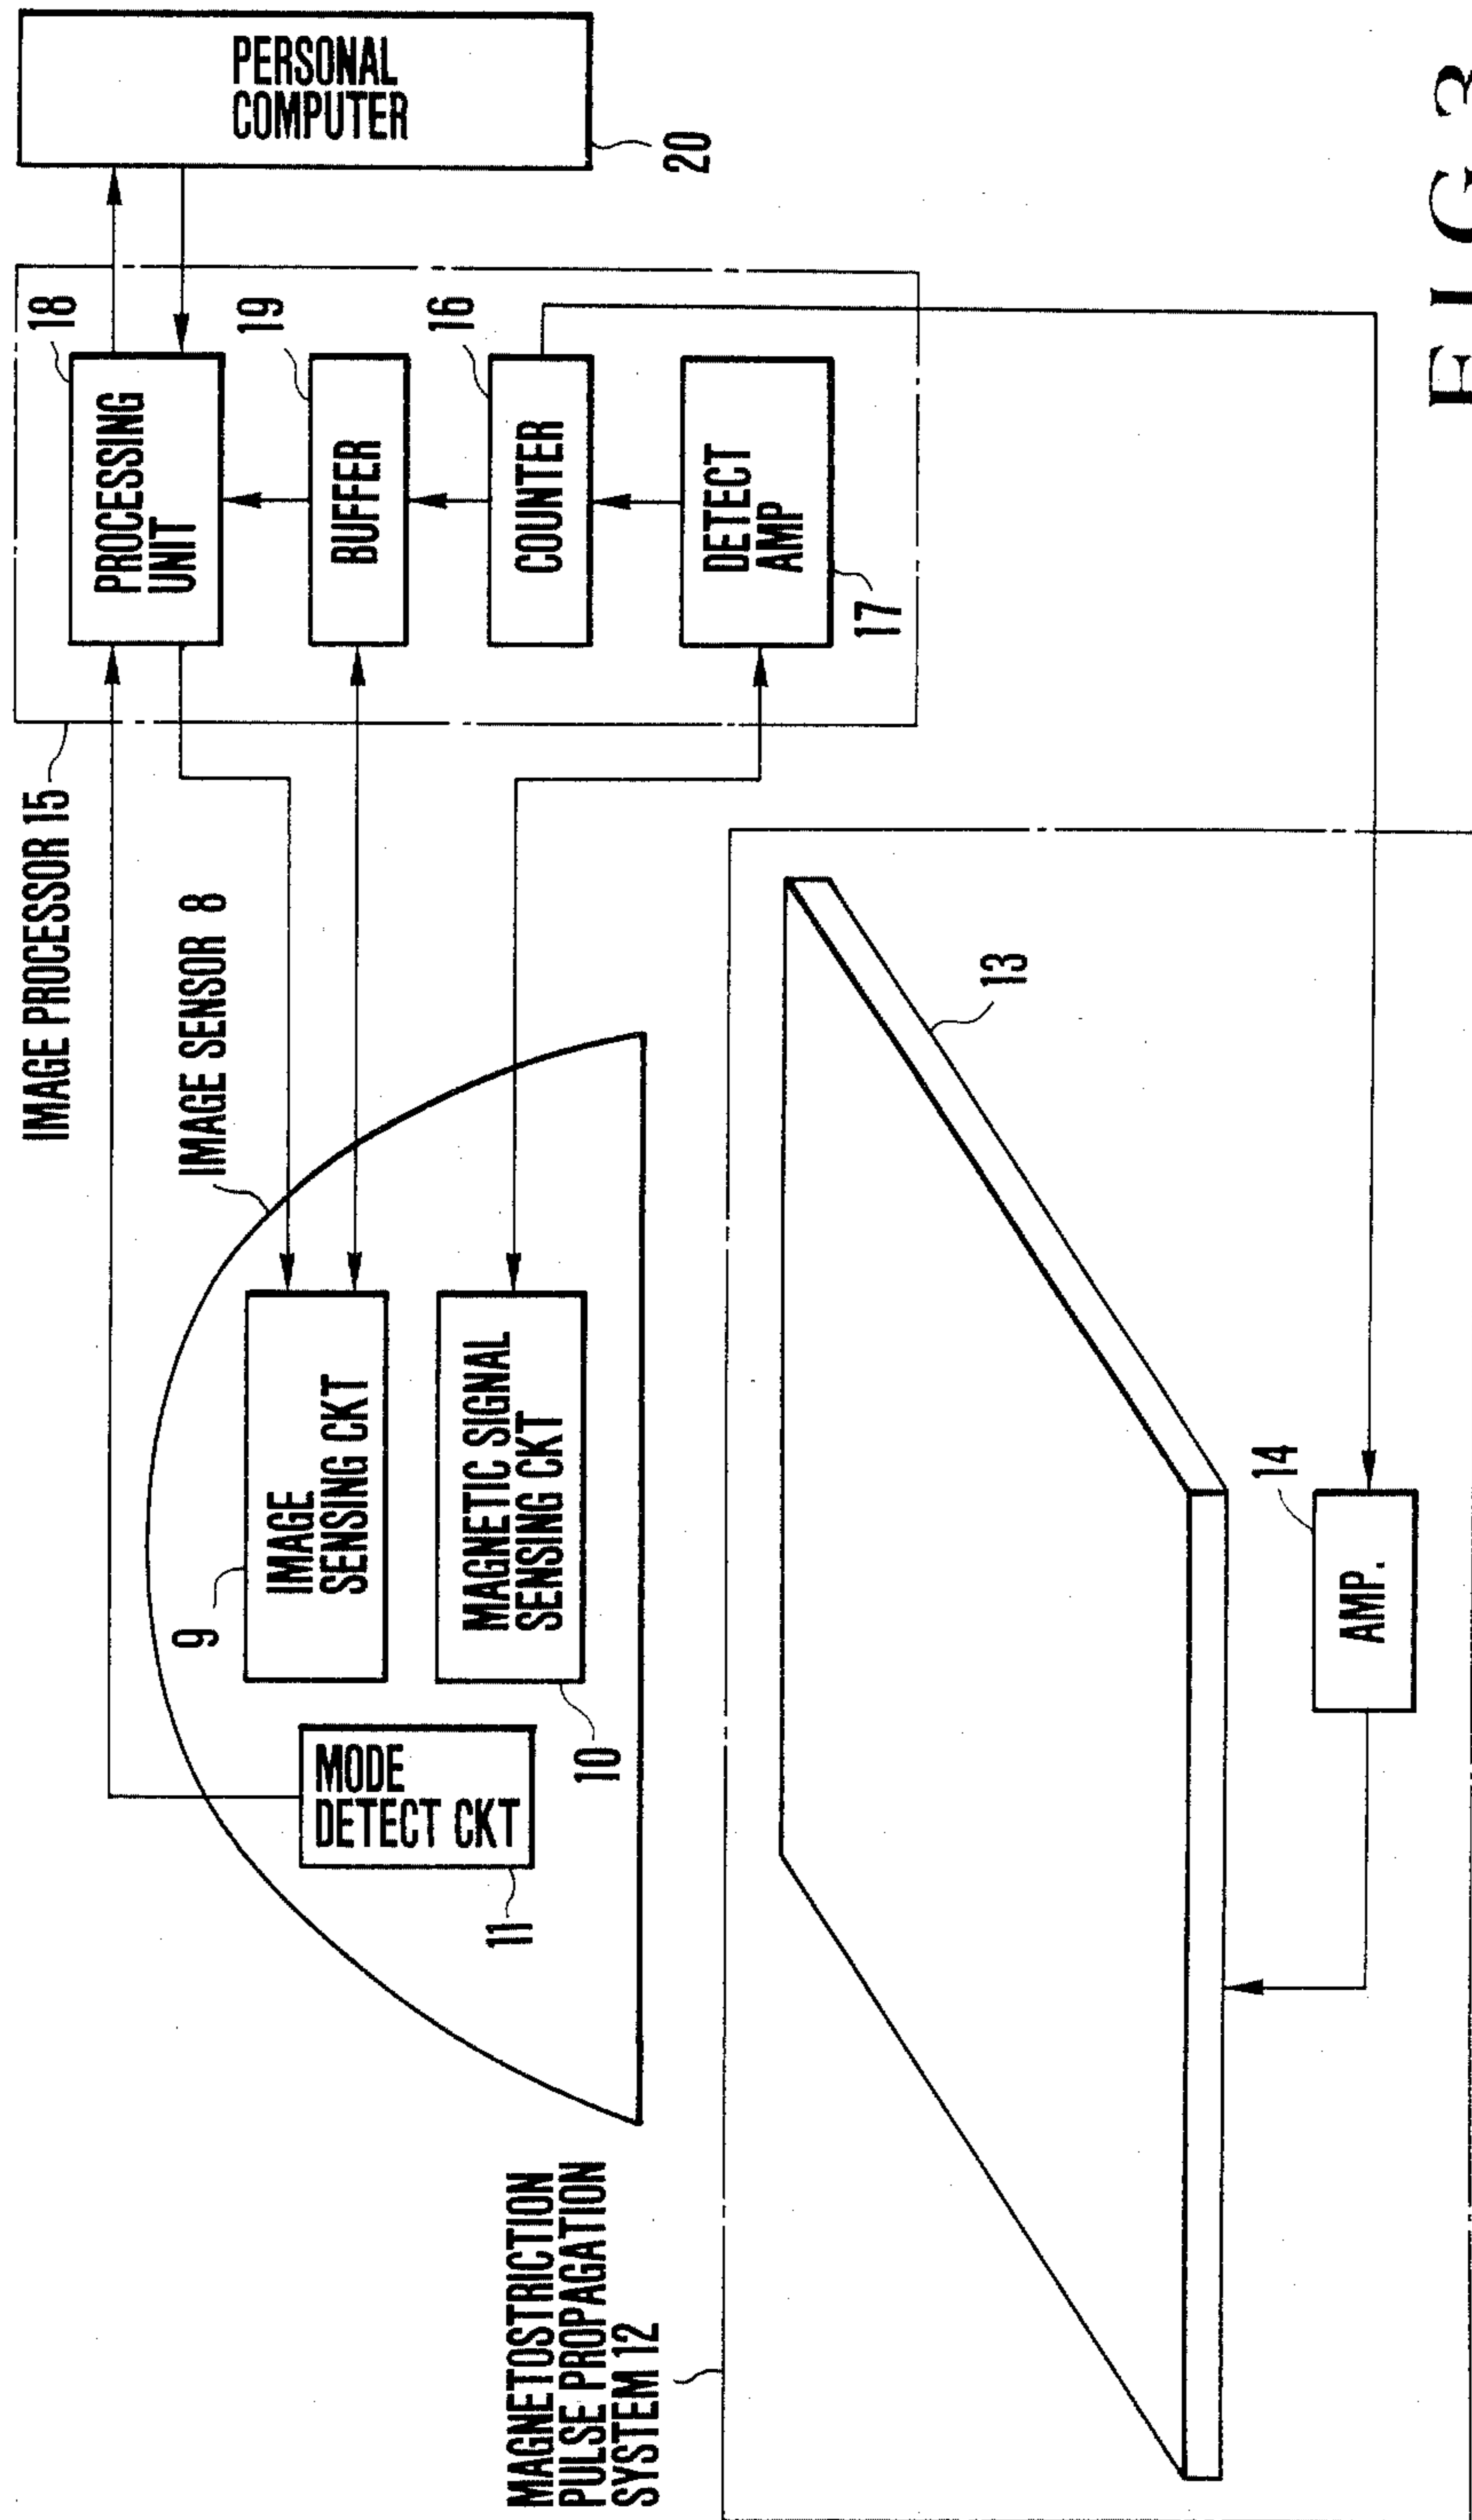 IMAGE PROCESSOR 15
18
PROCESSING
UNIT
PERSONAL
COMPUTER
20
19
BUFFER
16
COUNTER
DETECT
AMP
17
IMAGE SENSOR 8
9
IMAGE
SENSING CKT
MAGNETIC SIGNAL
SENSING CKT
10
MODE
DETECT CKT
11
MAGNETOSTRICTION
PULSE PROPAGATION
SYSTEM 12
13
14
AMP.
FIG.3